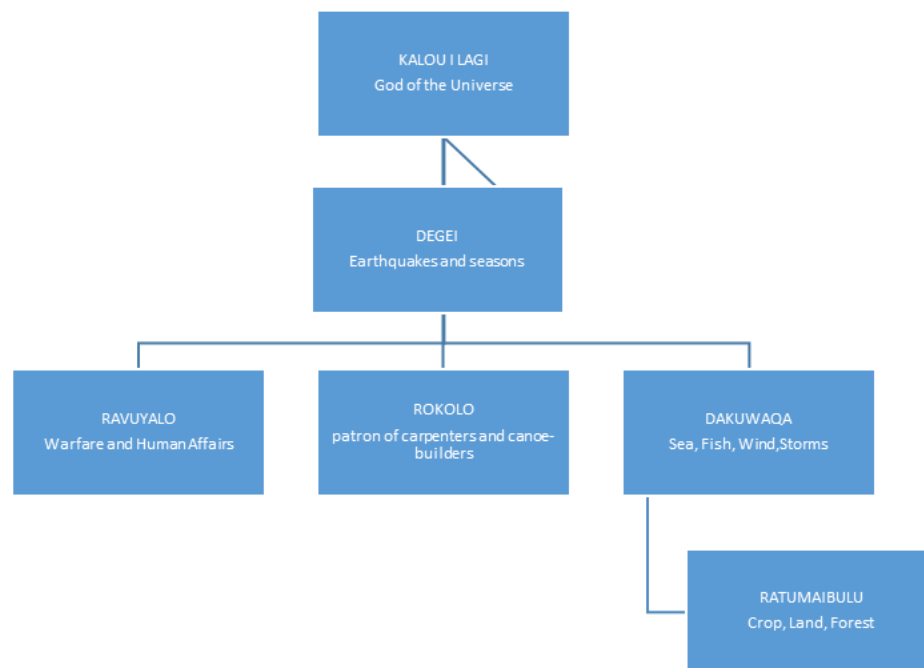 KALOU I LAGI
God of the Universe
DEGEI
Earthquakes and seasons
RAVUYALO
Warfare and Human Affairs
ROKOLO
patron of carpenters and canoe-
builders
DAKUWAQA
Sea, Fish, Wind,Storms
RATUMAIBULU
Crop, Land, Forest